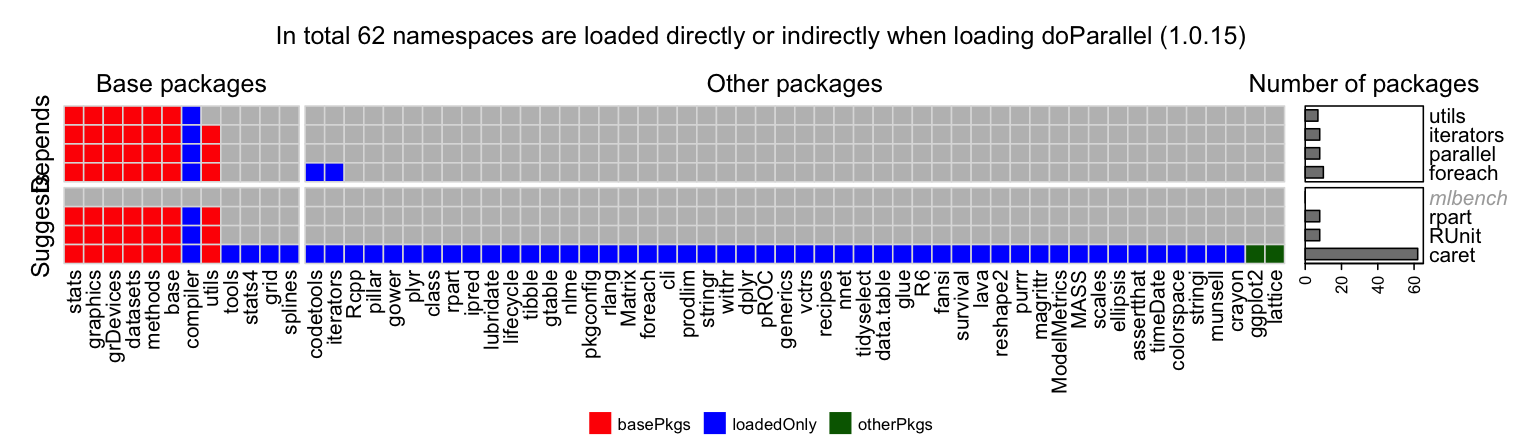 In total 62 namespaces are loaded directly or indirectly when loading doParallel (1.0.15)
Base packages
Other packages
Number of packages
Depends
Suggests
utils
iterators
parallel
foreach
mlbench
rpart
RUnit
caret
0
20
40
60
stats
graphics
grDevices
datasets
methods
base
compiler
utils
tools
stats4
grid
splines
codetools
iterators
Rcpp
pillar
gower
plyr
class
rpart
ipred
lubridate
lifecycle
tibble
gtable
nlme
pkgconfig
rlang
Matrix
foreach
cli
prodlim
stringr
withr
dplyr
pROC
generics
vctrs
recipes
nnet
tidyselect
data.table
glue
R6
fansi
survival
lava
reshape2
purrr
magrittr
ModelMetrics
MASS
scales
ellipsis
assertthat
timeDate
colorspace
stringi
munsell
crayon
ggplot2
lattice
basePkgs
loadedOnly
otherPkgs